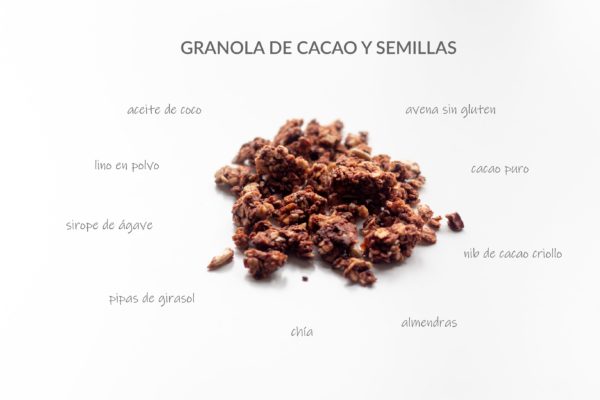 GRANOLA DE CACAO Y SEMILLAS
aceite de coco
avena sin gluten
lino en polvo
cacao puro
sirope de ágave
nib de cacao criollo
pipas de girasol
almendras
chía